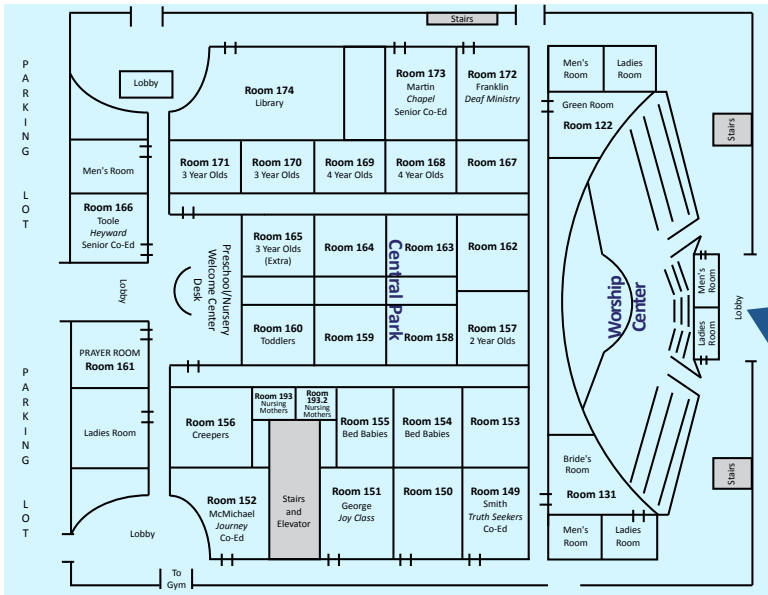 Stairs
PARKING LOT
Lobby
Room 174
Library
Room 173
Martin
Chapel
Senior Co-Ed
Room 172
Franklin
Deaf Ministry
Men's
Room
Ladies
Room
Green Room
Room 122
Stairs
Men's Room
Room 171
3 Year Olds
Room 170
3 Year Olds
Room 169
4 Year Olds
Room 168
4 Year Olds
Room 167
Room 166
Toole
Heyward
Senior Co-Ed
Preschool/Nursery
Welcome Center
Desk
Room 165
3 Year Olds
(Extra)
Room 164
Room 163
Room 162
Central Park
Lobby
Worship
Center
Men's
Room
Ladies
Room
Lobby
Room 160
Toddlers
Room 159
Room 158
Room 157
2 Year Olds
PRAYER ROOM
Room 161
PARKING LOT
Ladies Room
Room 156
Creepers
Room 193
Nursing
Mothers
Room
193.2
Nursing
Mothers
Room 155
Bed Babies
Room 154
Bed Babies
Room 153
Bride's
Room
Room 131
Stairs
Lobby
Room 152
McMichael
Journey
Co-Ed
Stairs
and
Elevator
Room 151
George
Joy Class
Room 150
Room 149
Smith
Truth Seekers
Co-Ed
Men's
Room
Ladies
Room
To
Gym